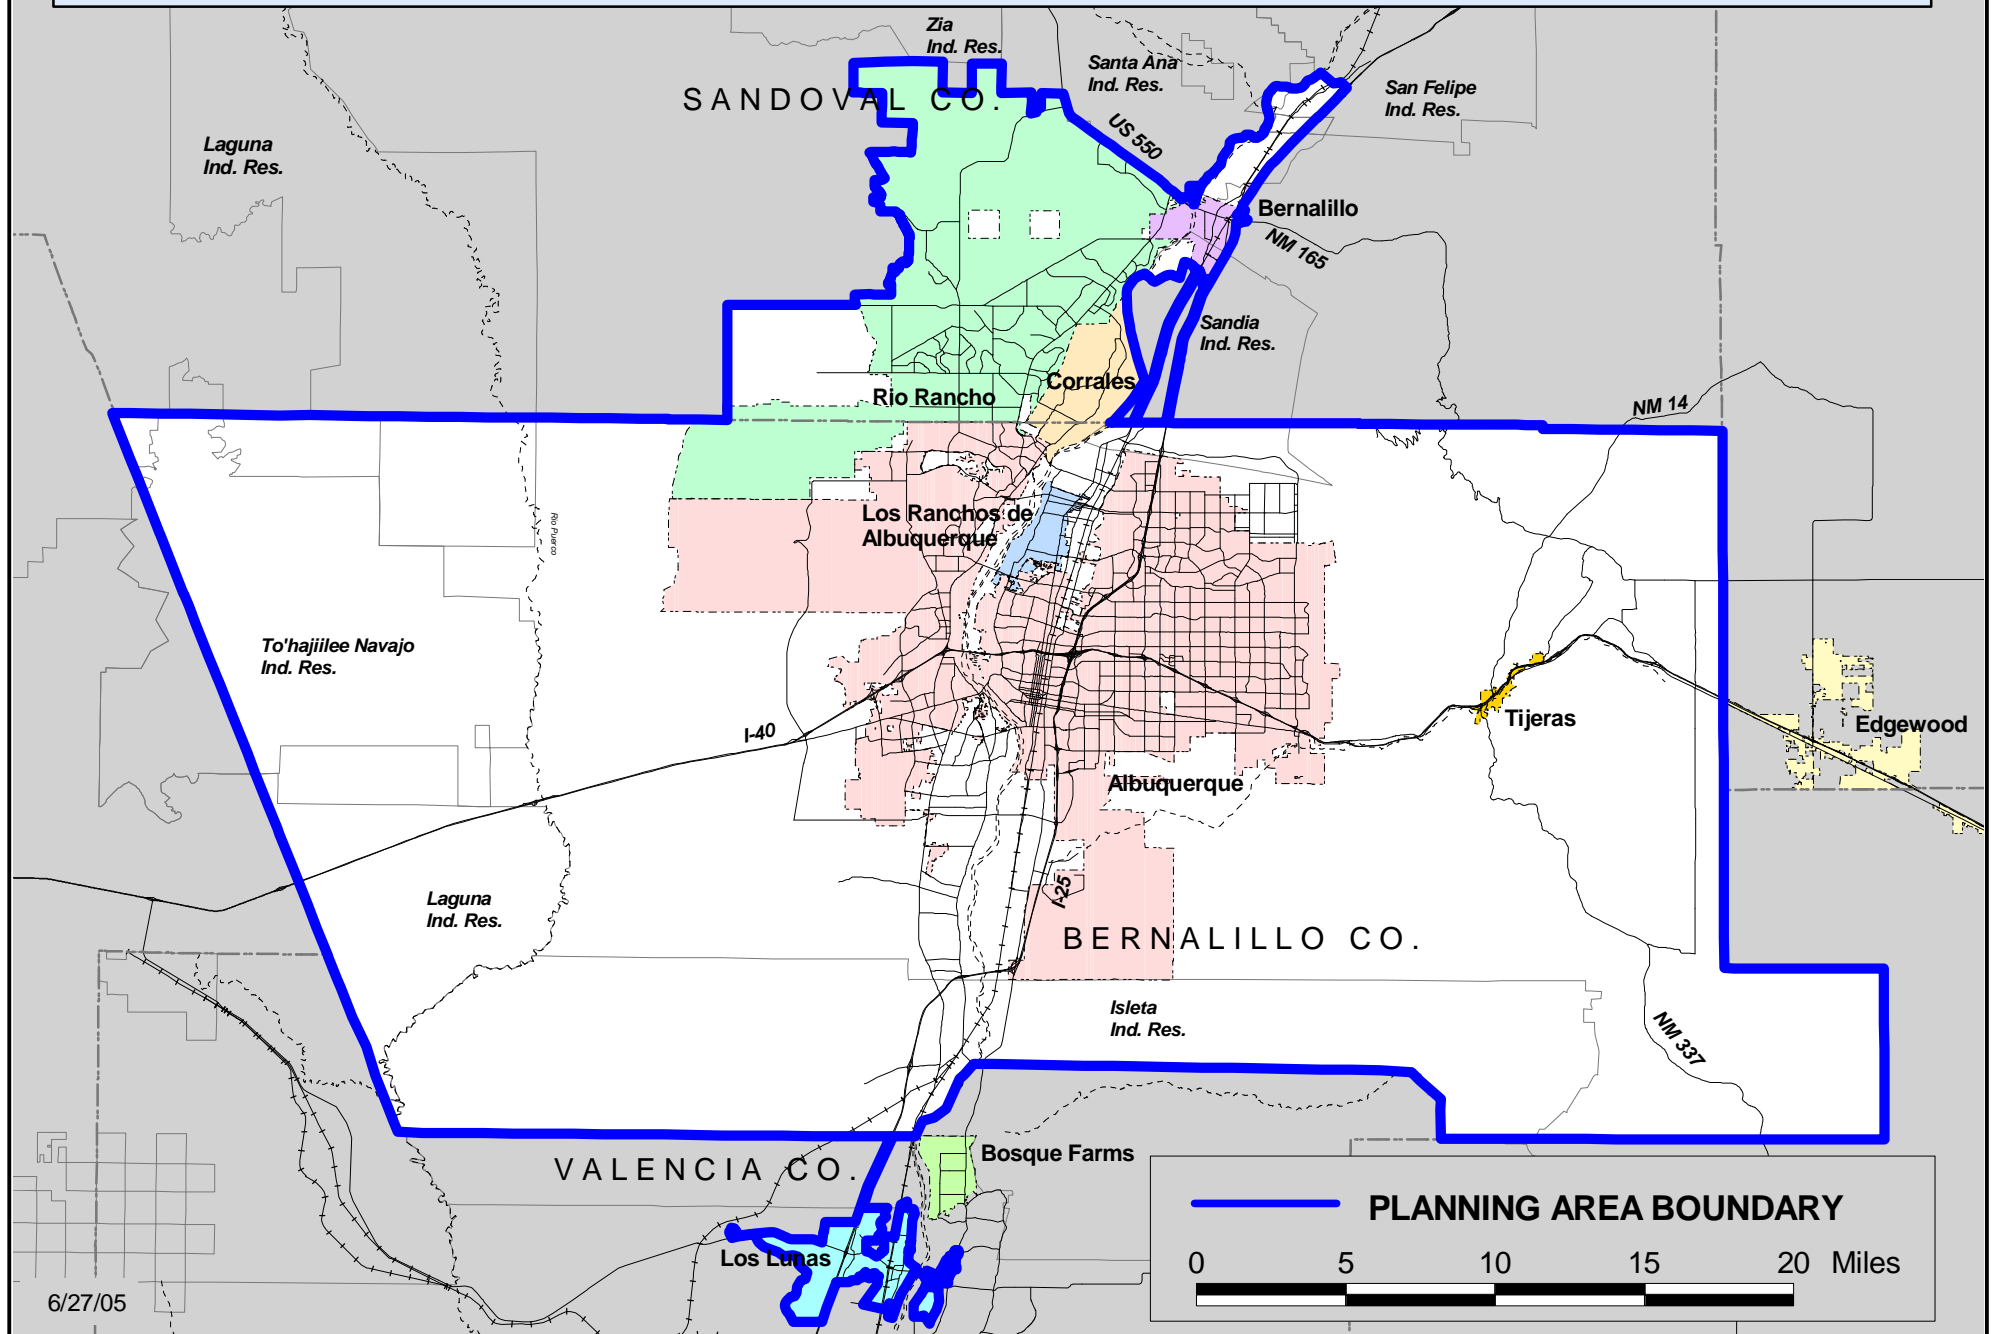 Zia
Ind. Res.
Santa Ana
Ind. Res.
San Felipe
Ind. Res.
SANDOVAL CO.
US 550
Laguna
Ind. Res.
Bernalillo
NM 165
Sandia
Ind. Res.
Corrales
Rio Rancho
NM 14
Los Ranchos de
Albuquerque
Rio Puerco
To'hajiilee Navajo
Ind. Res.
I-40
Tijeras
Edgewood
Albuquerque
I-25
Laguna
Ind. Res.
BERNALILLO CO.
Isleta
Ind. Res.
NM 337
Bosque Farms
VALENCIA CO.
Los Lunas
PLANNING AREA BOUNDARY
0 5 10 15 20 Miles
6/27/05